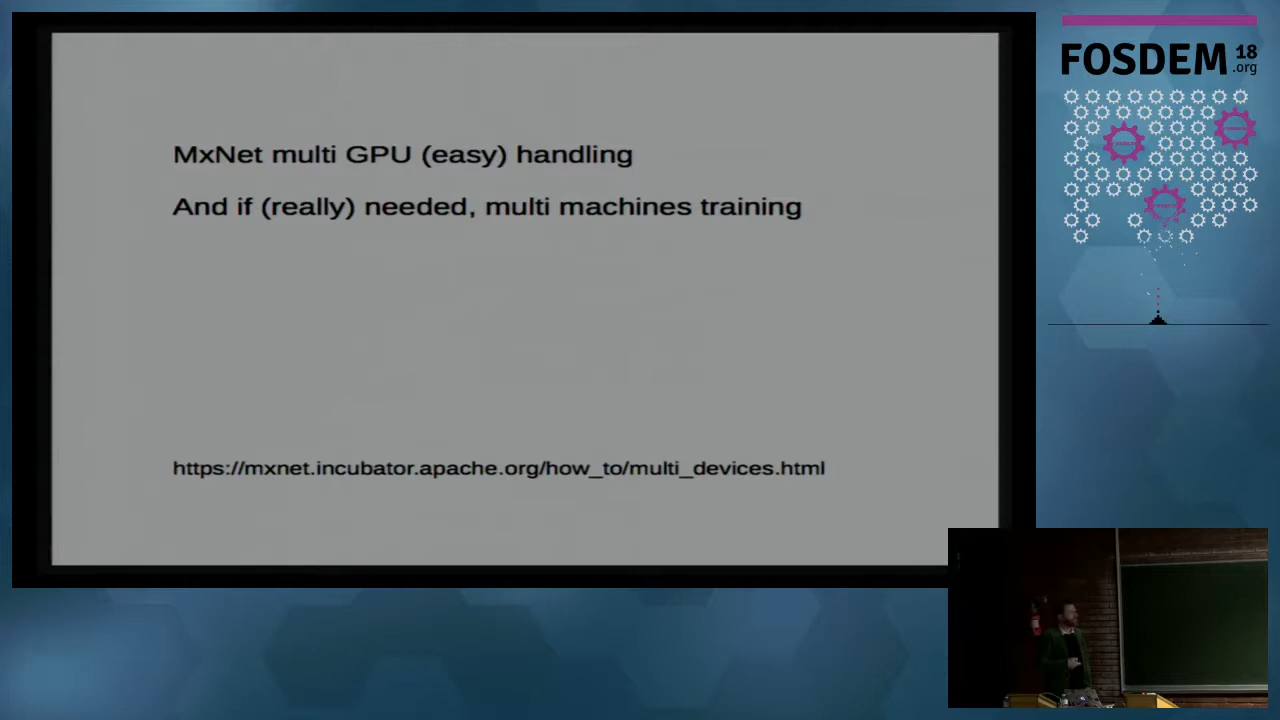 MxNet multi GPU (easy) handling
And if (really) needed, multi machines training
https://mxnet.incubator.apache.org/how_to/multi_devices.html
FOSDEM 18
.org